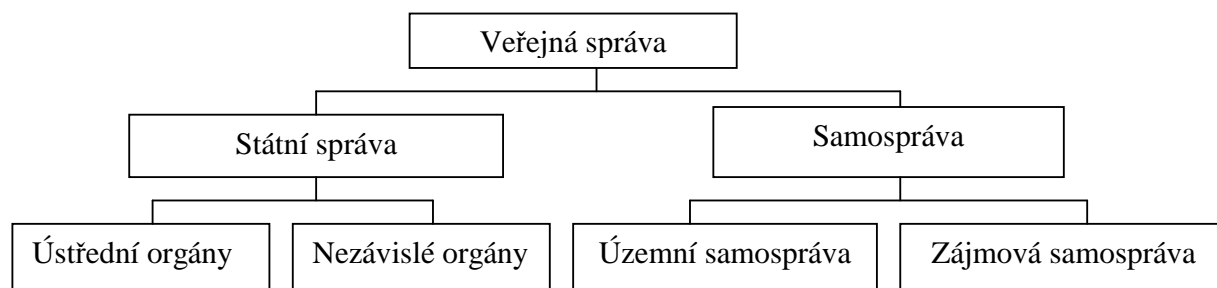 Veřejná správa
Státní správa
Samospráva
Ústřední orgány
Nezávislé orgány
Územní samospráva
Zájmová samospráva